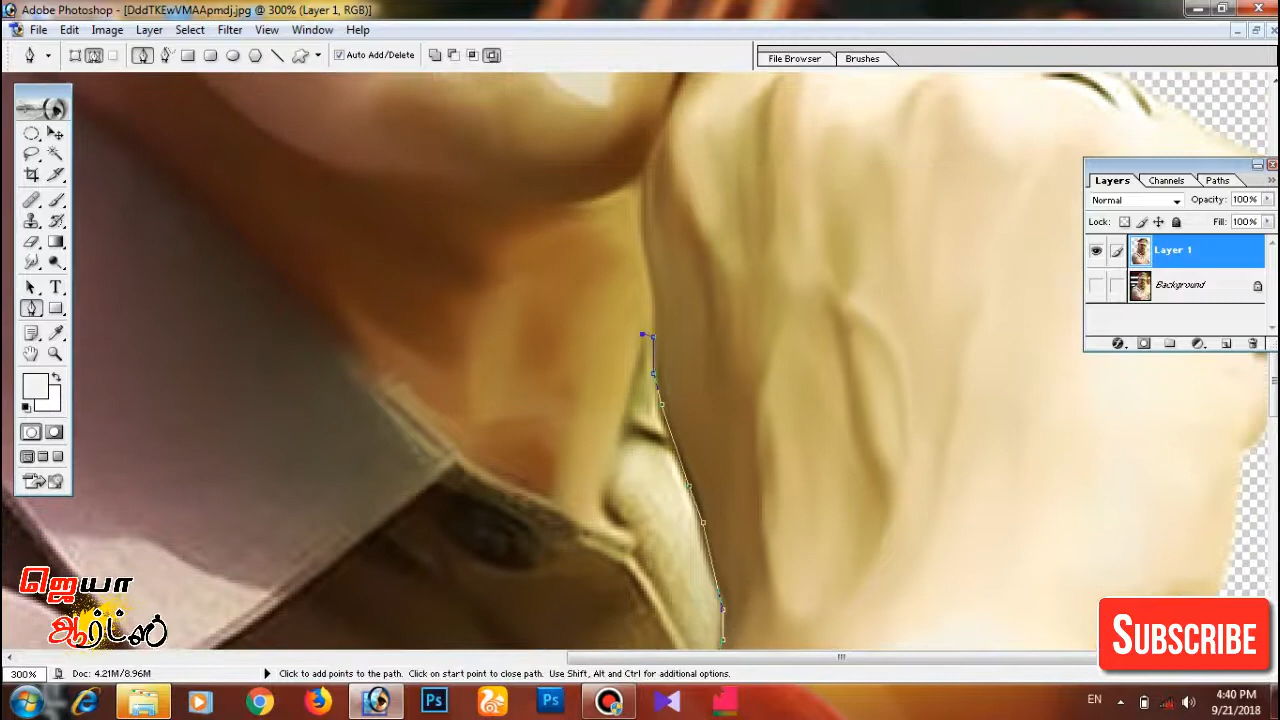 Adobe Photoshop - [DddTKEwVMAApmdj.jpg @ 300% (Layer 1, RGB)]
File Edit Image Layer Select Filter View Window Help
Auto Add/Delete
File Browser Brushes
Layers Channels Paths
Normal Opacity: 100%
Lock: Fill: 100%
Layer 1
Background
T
ஜெயா
ஆர்ட்ஸ்
SUBSCRIBE
300% Doc: 4.21M/8.96M Click to add points to the path. Click on start point to close path. Use Shift, Alt and Ctrl for additional options.
Ps Ps EN 4:40 PM
9/21/2018